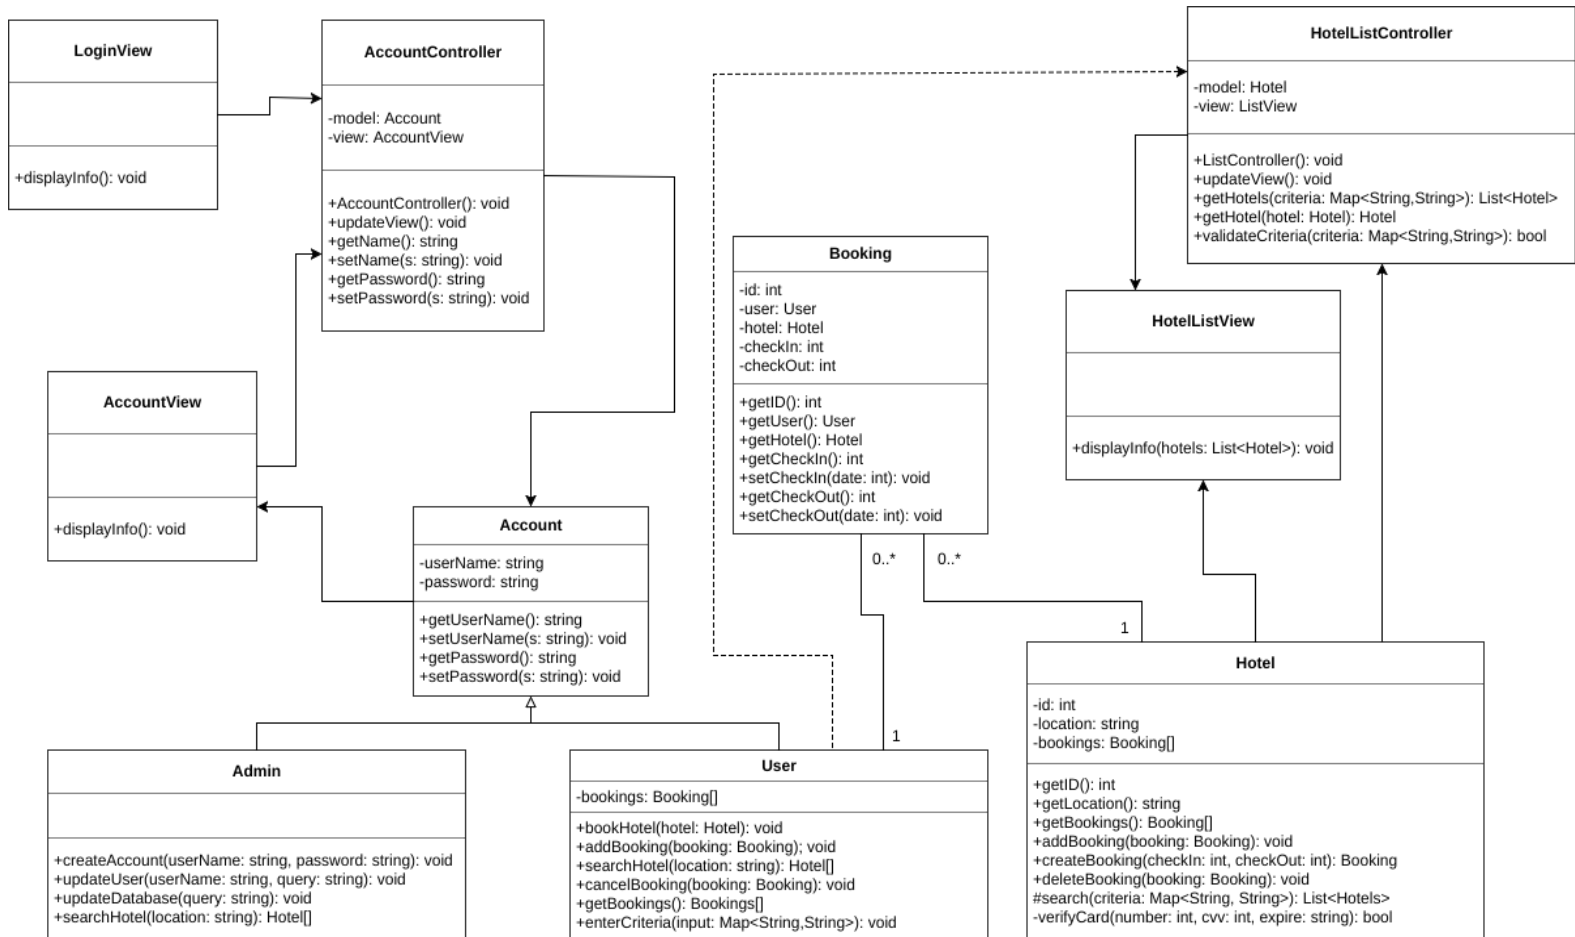 LoginView
+displayInfo(): void
AccountController
-model: Account
-view: AccountView
+AccountController(): void
+updateView(): void
+getName(): string
+setName(s: string): void
+getPassword(): string
+setPassword(s: string): void
HotelListController
-model: Hotel
-view: ListView
+ListController(): void
+updateView(): void
+getHotels(criteria: Map<String,String>): List<Hotel>
+getHotel(hotel: Hotel): Hotel
+validateCriteria(criteria: Map<String,String>): bool
Booking
-id: int
-user: User
-hotel: Hotel
-checkIn: int
-checkOut: int
+getID(): int
+getUser(): User
+getHotel(): Hotel
+getCheckIn(): int
+setCheckIn(date: int): void
+getCheckOut(): int
+setCheckOut(date: int): void
HotelListView
+displayInfo(hotels: List<Hotel>): void
AccountView
+displayInfo(): void
Account
-userName: string
-password: string
+getUserName(): string
+setUserName(s: string): void
+getPassword(): string
+setPassword(s: string): void
0..*
0..*
1
1
Admin
+createAccount(userName: string, password: string): void
+updateUser(userName: string, query: string): void
+updateDatabase(query: string): void
+searchHotel(location: string): Hotel[]
User
-bookings: Booking[]
+bookHotel(hotel: Hotel): void
+addBooking(booking: Booking); void
+searchHotel(location: string): Hotel[]
+cancelBooking(booking: Booking): void
+getBookings(): Bookings[]
+enterCriteria(input: Map<String,String>): void
Hotel
-id: int
-location: string
-bookings: Booking[]
+getID(): int
+getLocation(): string
+getBookings(): Booking[]
+addBooking(booking: Booking): void
+createBooking(checkIn: int, checkOut: int): Booking
+deleteBooking(booking: Booking): void
#search(criteria: Map<String, String>): List<Hotels>
-verifyCard(number: int, cvv: int, expire: string): bool